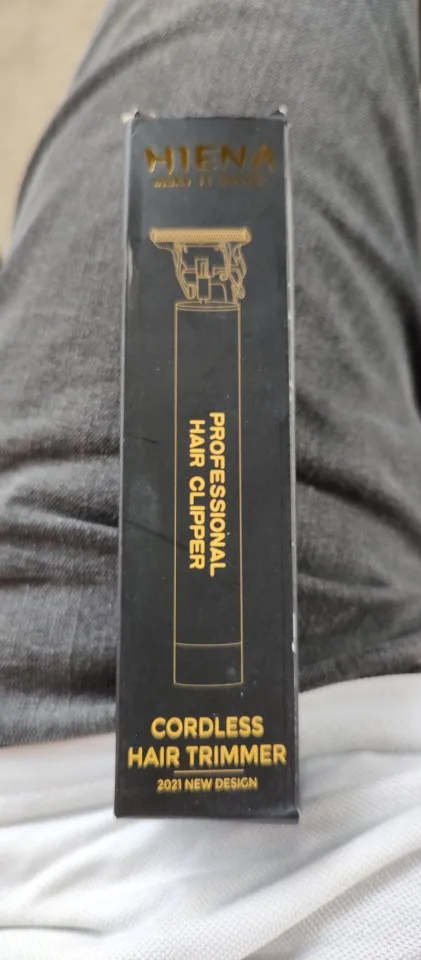 HIENA
PROFESSIONAL
HAIR CLIPPER
CORDLESS
HAIR TRIMMER
2021 NEW DESIGN